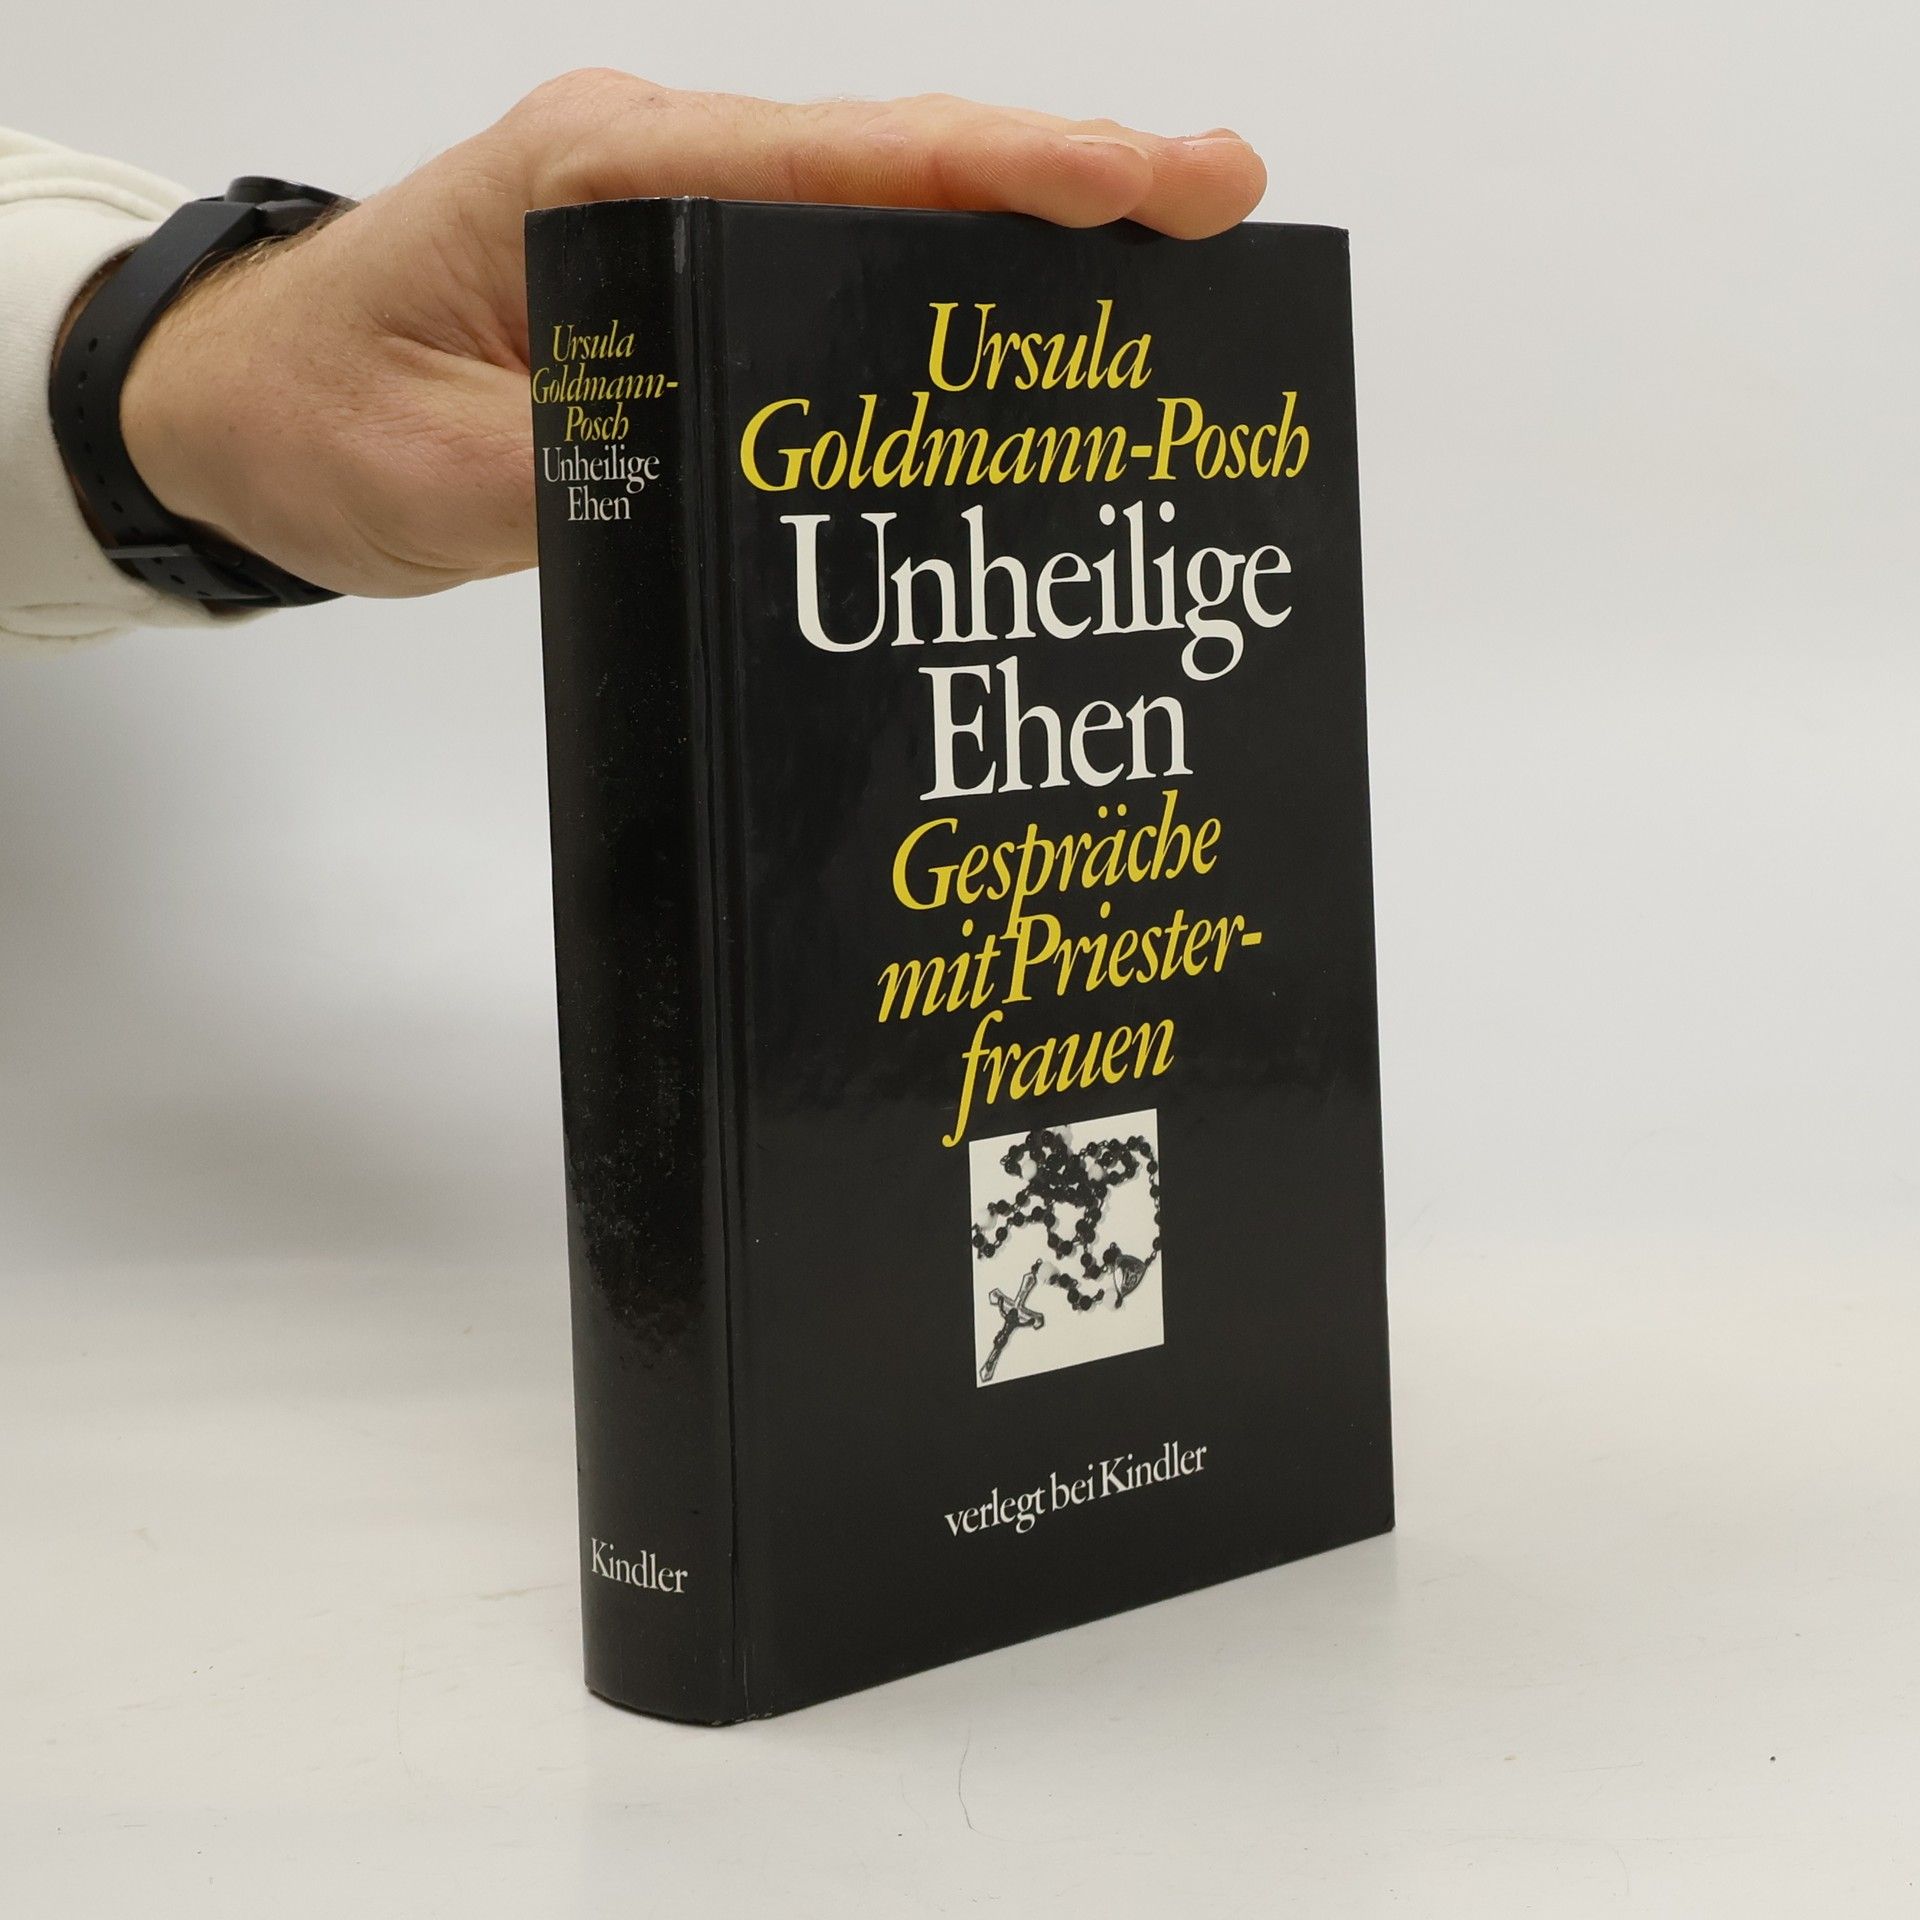 Ursula
Goldmann-
Posch
Unheilige
Ehen
Kindler
Ursula
Goldmann-Posch
Unheilige
Ehen
Gespräche
mit Priester-
frauen
verlegt bei Kindler